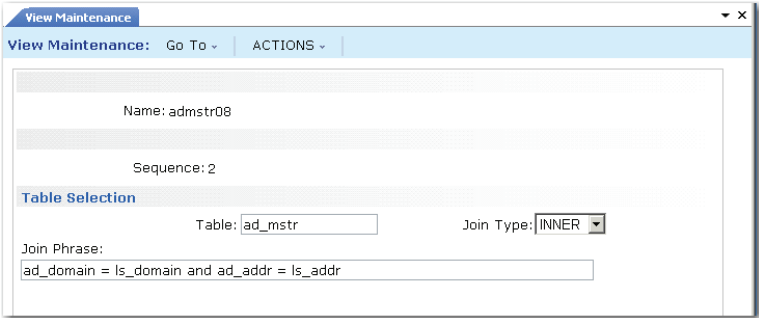 View Maintenance
View Maintenance: Go To ACTIONS
Name: admstr08
Sequence: 2
Table Selection
Table: ad_mstr Join Type: INNER
Join Phrase:
ad_domain = ls_domain and ad_addr = ls_addr